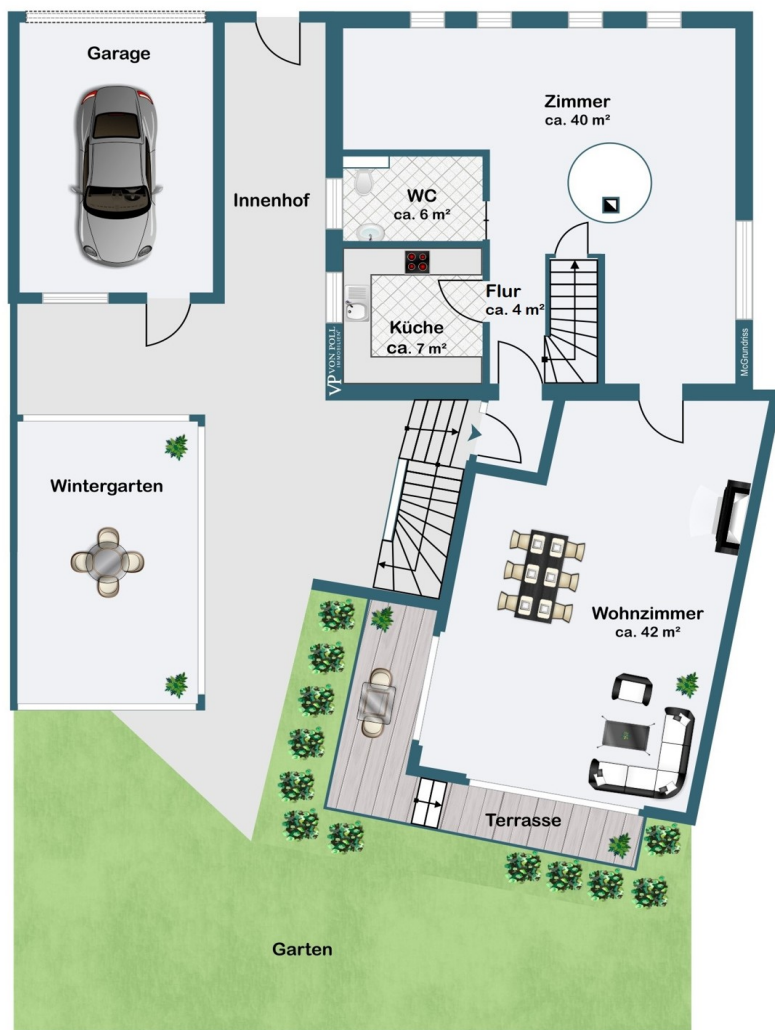 Garage
Zimmer
ca. 40 m²
Innenhof
WC
ca. 6 m²
Flur
ca. 4 m²
Küche
ca. 7 m²
VP VON POLL
IMMOBILIEN
McGrundriss
Wintergarten
Wohnzimmer
ca. 42 m²
Terrasse
Garten